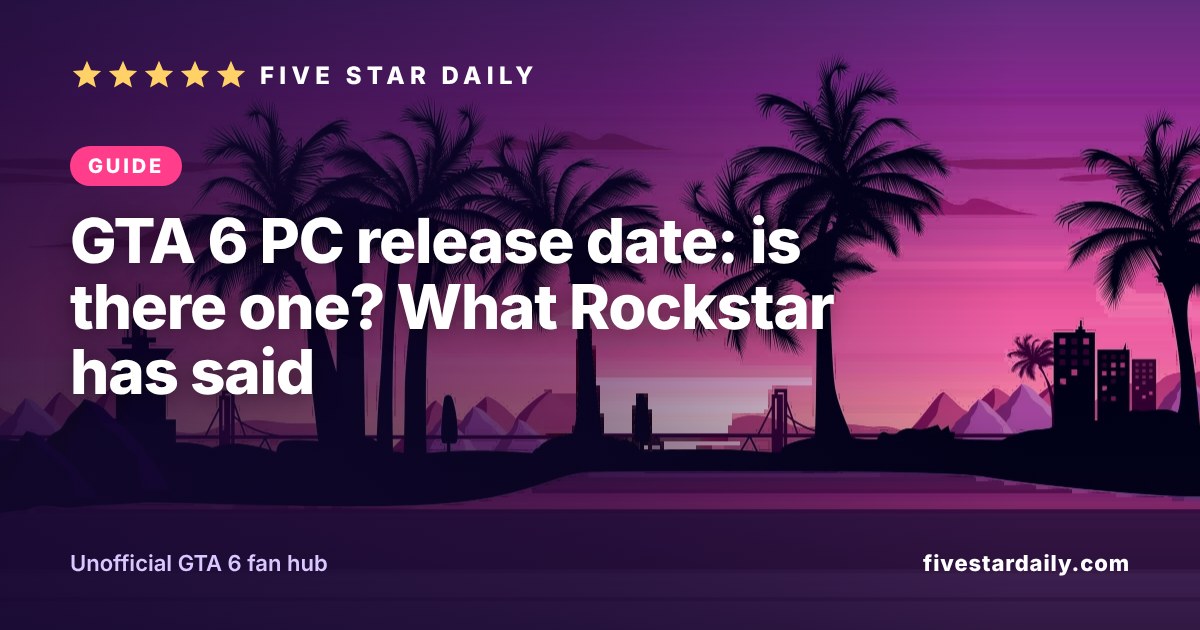 FIVE STAR DAILY
GUIDE
GTA 6 PC release date: is
there one? What Rockstar
has said
Unofficial GTA 6 fan hub
fivestardaily.com